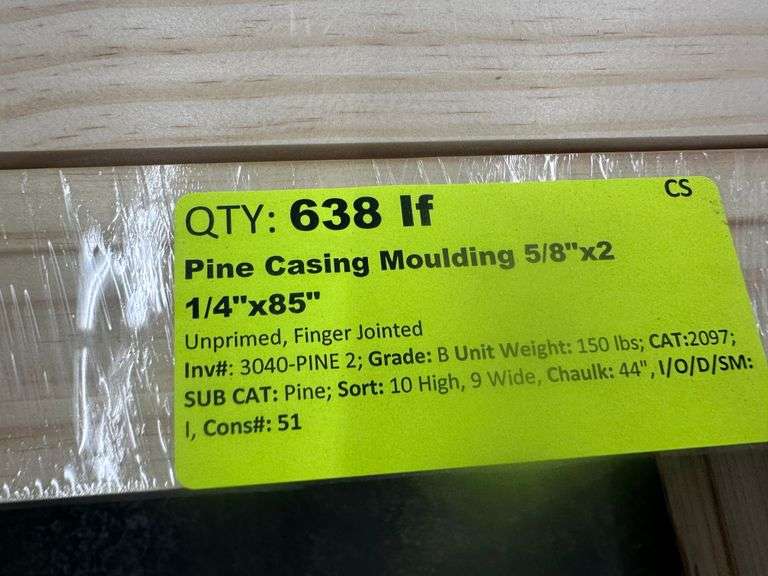 CS
QTY: 638 lf
Pine Casing Moulding 5/8"x2
1/4"x85"
Unprimed, Finger Jointed
Inv#: 3040-PINE 2; Grade: B Unit Weight: 150 lbs; CAT:2097;
SUB CAT: Pine; Sort: 10 High, 9 Wide, Chaulk: 44", I/O/D/SM:
I, Cons#: 51